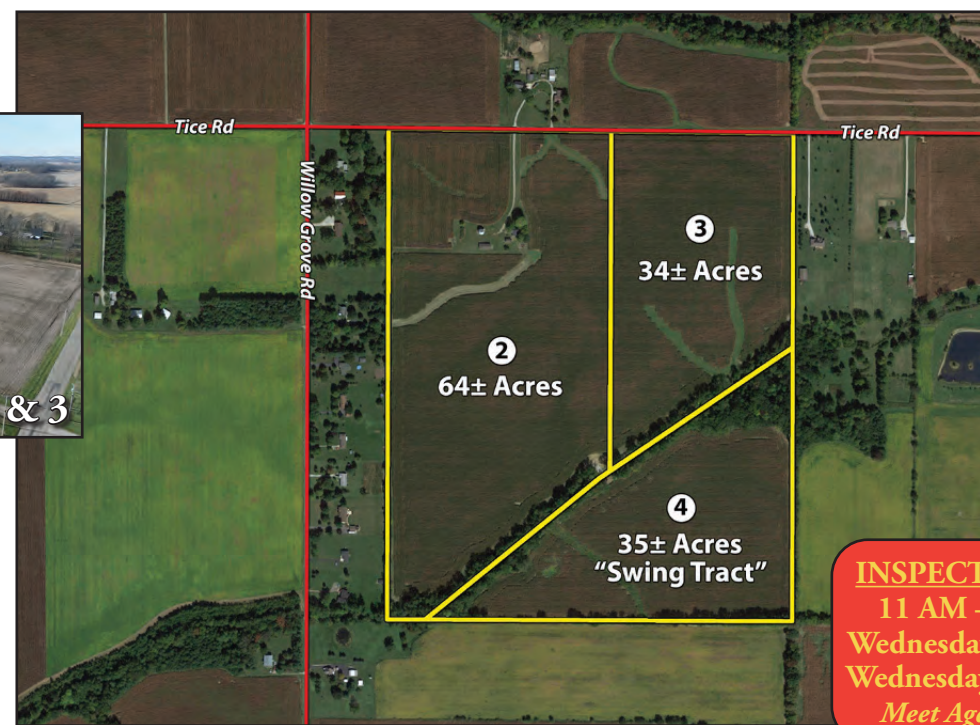 Tice Rd
Tice Rd
Willow Grove Rd
& 3
3
34± Acres
2
64± Acres
4
35± Acres
“Swing Tract”
INSPECT
11 AM -
Wednesda
Wednesda
Meet Ag